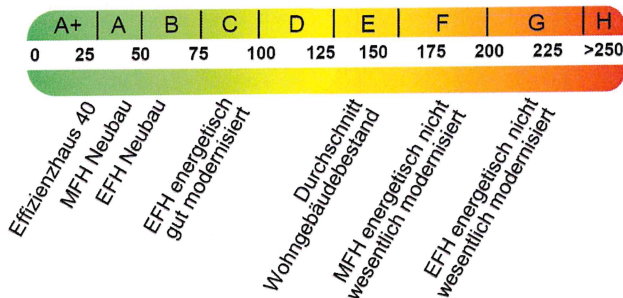 A+ A B C D E F G H
0 25 50 75 100 125 150 175 200 225 >250
Effizienzhaus 40
MFH Neubau
EFH Neubau
EFH energetisch
gut modernisiert
Durchschnitt
Wohngebäudebestand
MFH energetisch nicht
wesentlich modernisiert
EFH energetisch nicht
wesentlich modernisiert